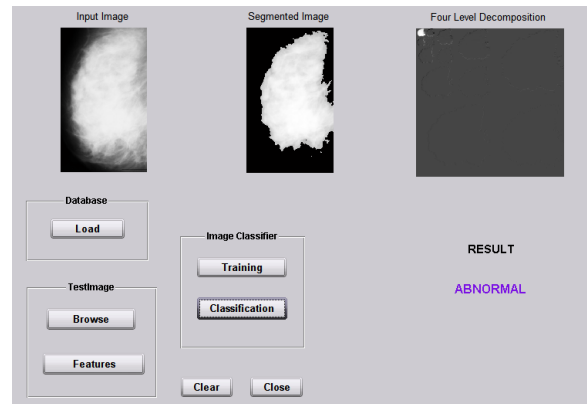 Input Image
Segmented Image
Four Level Decomposition
Database
Load
Image Classifier
Training
Classification
RESULT
ABNORMAL
TestImage
Browse
Features
Clear
Close